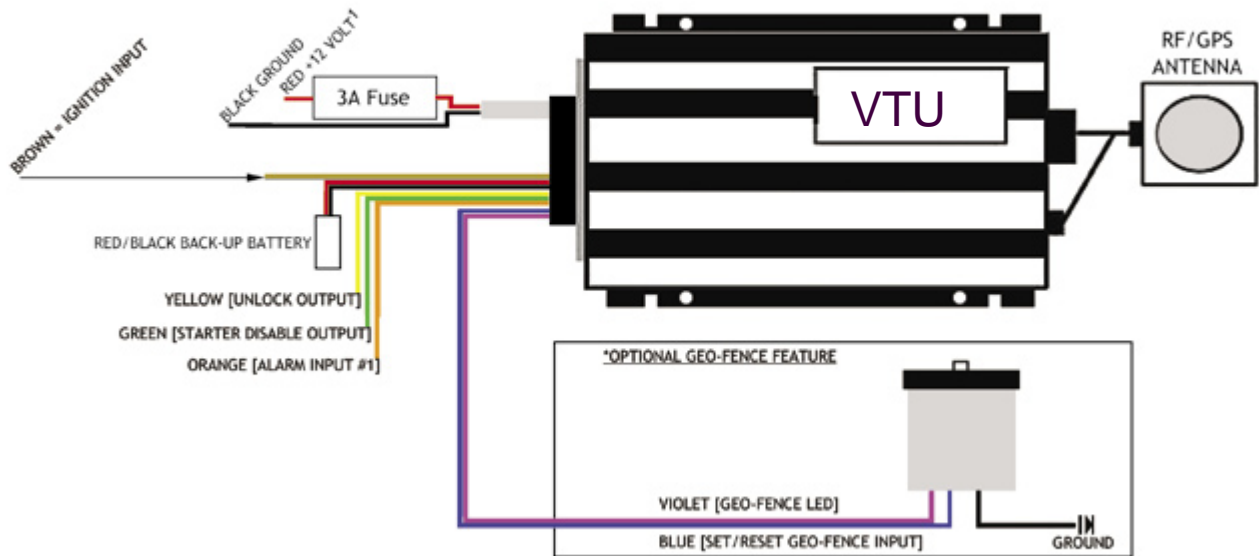 BROWN = IGNITION INPUT
BLACK GROUND
RED +12 VOLT¹
3A Fuse
VTU
RF/GPS
ANTENNA
RED/BLACK BACK-UP BATTERY
YELLOW [UNLOCK OUTPUT]
GREEN [STARTER DISABLE OUTPUT]
ORANGE [ALARM INPUT #1]
*OPTIONAL GEO-FENCE FEATURE
VIOLET [GEO-FENCE LED]
BLUE [SET/RESET GEO-FENCE INPUT]
GROUND